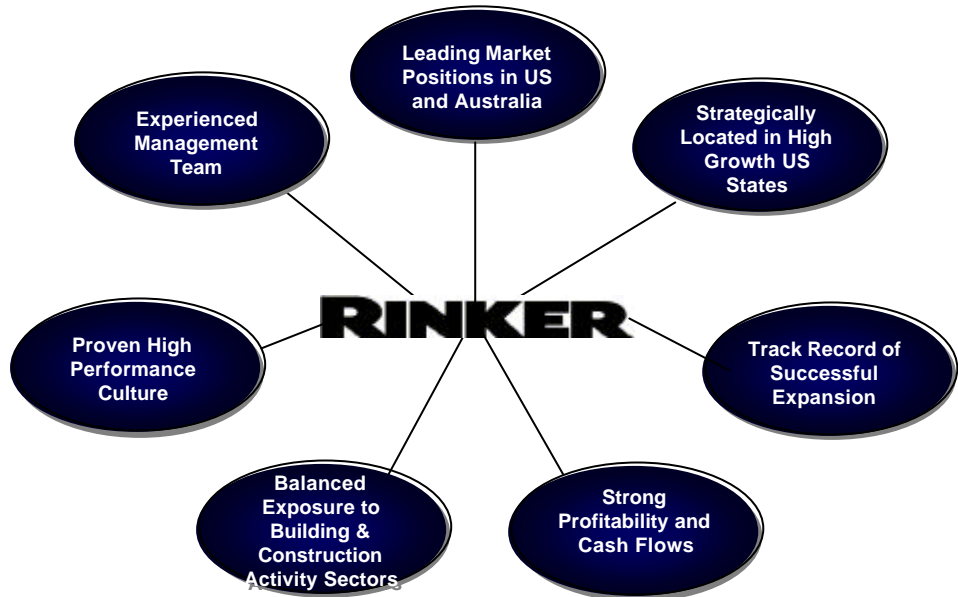 Leading Market
Positions in US
and Australia
Experienced
Management
Team
Strategically
Located in High
Growth US
States
RINKER
Proven High
Performance
Culture
Track Record of
Successful
Expansion
Balanced
Exposure to
Building &
Construction
Activity Sectors
Strong
Profitability and
Cash Flows